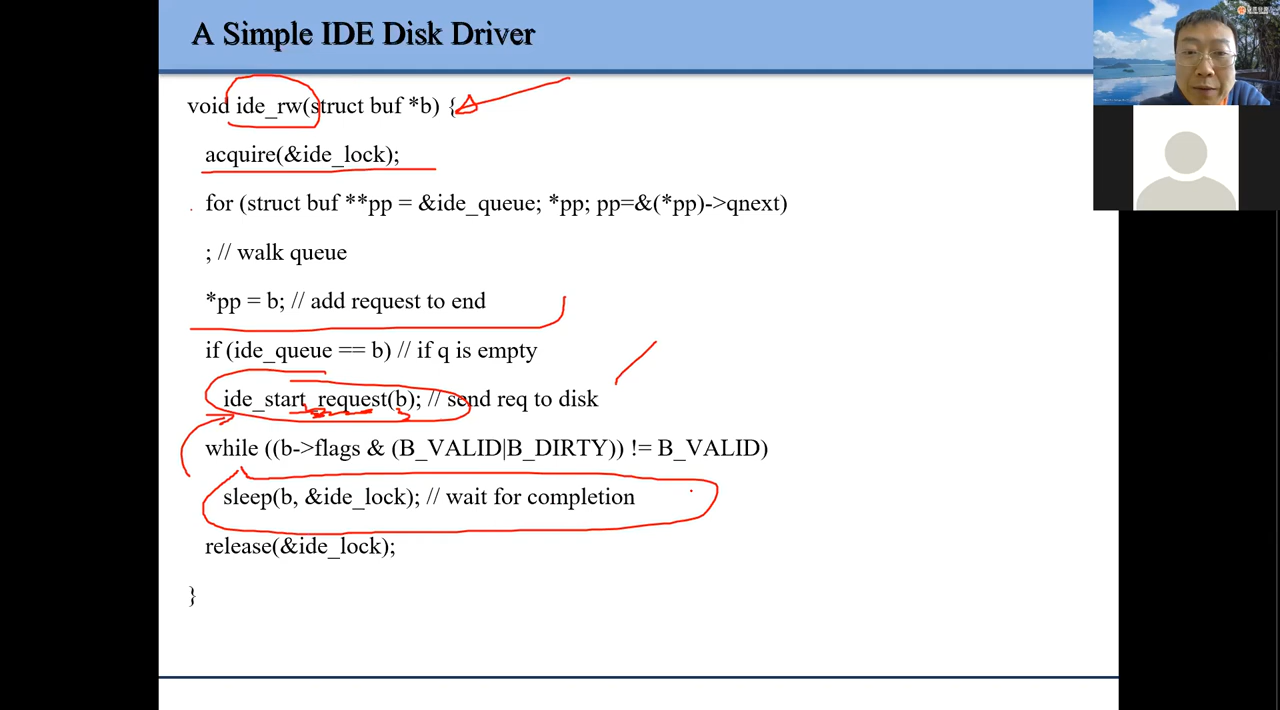 A Simple IDE Disk Driver
void ide_rw(struct buf *b) {
acquire(&ide_lock);
for (struct buf **pp = &ide_queue; *pp; pp=&(*pp)->qnext)
; // walk queue
*pp = b; // add request to end
if (ide_queue == b) // if q is empty
ide_start_request(b); // send req to disk
while ((b->flags & (B_VALID|B_DIRTY)) != B_VALID)
sleep(b, &ide_lock); // wait for completion
release(&ide_lock);
}